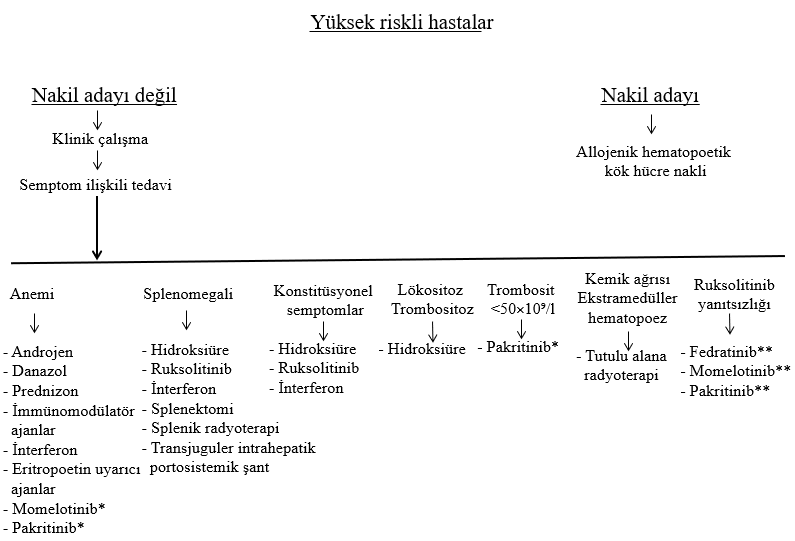 Yüksek riskli hastalar
Nakil adayı değil
Klinik çalışma
Semptom ilişkili tedavi
Nakil adayı
Allojenik hematopoetik
kök hücre nakli
Anemi
- Androjen
- Danazol
- Prednizon
- İmmünomodülatör
ajanlar
- İnterferon
- Eritropoetin uyarıcı
ajanlar
- Momelotinib*
- Pakritinib*
Splenomegali
- Hidroksiüre
- Ruksolitinib
- İnterferon
- Splenektomi
- Splenik radyoterapi
- Transjuguler intrahepatik
portosistemik şant
Konstitüsyonel
semptomlar
- Hidroksiüre
- Ruksolitinib
- İnterferon
Lökositoz
Trombositoz
- Hidroksiüre
Trombosit
<50×10⁹/l
- Pakritinib*
Kemik ağrısı
Ekstramedüller
hematopoez
- Tutulu alana
radyoterapi
Ruksolitinib
yanıtsızlığı
- Fedratinib**
- Momelotinib**
- Pakritinib**